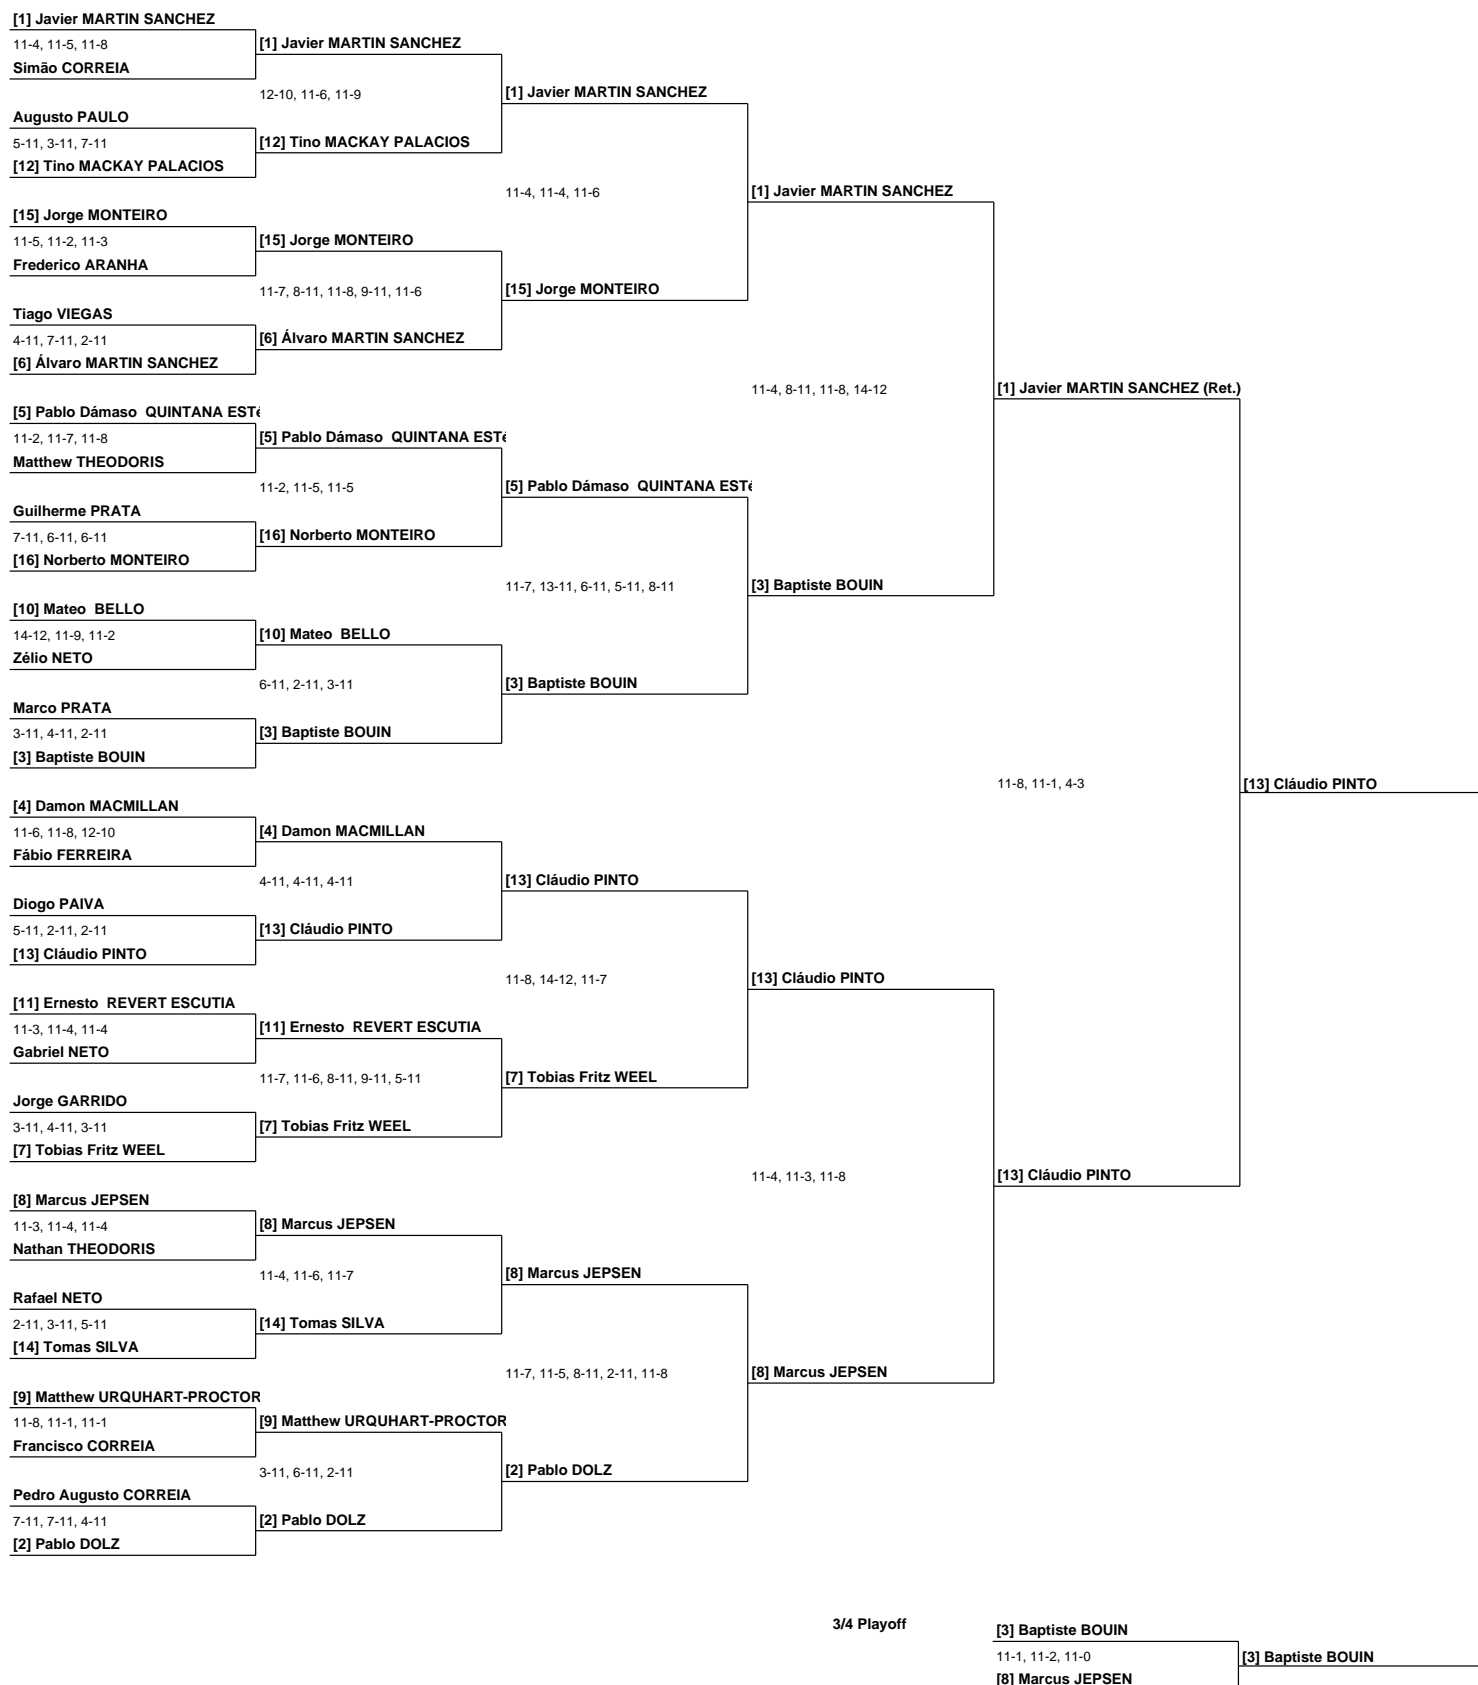 [1] Javier MARTIN SANCHEZ
11-4, 11-5, 11-8
[1] Javier MARTIN SANCHEZ
Simão CORREIA
12-10, 11-6, 11-9
[1] Javier MARTIN SANCHEZ
Augusto PAULO
5-11, 3-11, 7-11
[12] Tino MACKAY PALACIOS
[12] Tino MACKAY PALACIOS
11-4, 11-4, 11-6
[1] Javier MARTIN SANCHEZ
[15] Jorge MONTEIRO
11-5, 11-2, 11-3
[15] Jorge MONTEIRO
Frederico ARANHA
11-7, 8-11, 11-8, 9-11, 11-6
[15] Jorge MONTEIRO
Tiago VIEGAS
4-11, 7-11, 2-11
[6] Álvaro MARTIN SANCHEZ
[6] Álvaro MARTIN SANCHEZ
11-4, 8-11, 11-8, 14-12
[1] Javier MARTIN SANCHEZ (Ret.)
[5] Pablo Dámaso  QUINTANA ESTé
11-2, 11-7, 11-8
[5] Pablo Dámaso  QUINTANA ESTé
Matthew THEODORIS
11-2, 11-5, 11-5
[5] Pablo Dámaso  QUINTANA ESTé
Guilherme PRATA
7-11, 6-11, 6-11
[16] Norberto MONTEIRO
[16] Norberto MONTEIRO
11-7, 13-11, 6-11, 5-11, 8-11
[3] Baptiste BOUIN
[10] Mateo  BELLO
14-12, 11-9, 11-2
[10] Mateo  BELLO
Zélio NETO
6-11, 2-11, 3-11
[3] Baptiste BOUIN
Marco PRATA
3-11, 4-11, 2-11
[3] Baptiste BOUIN
[3] Baptiste BOUIN
11-8, 11-1, 4-3
[13] Cláudio PINTO
[4] Damon MACMILLAN
11-6, 11-8, 12-10
[4] Damon MACMILLAN
Fábio FERREIRA
4-11, 4-11, 4-11
[13] Cláudio PINTO
Diogo PAIVA
5-11, 2-11, 2-11
[13] Cláudio PINTO
[13] Cláudio PINTO
11-8, 14-12, 11-7
[13] Cláudio PINTO
[11] Ernesto  REVERT ESCUTIA
11-3, 11-4, 11-4
[11] Ernesto  REVERT ESCUTIA
Gabriel NETO
11-7, 11-6, 8-11, 9-11, 5-11
[7] Tobias Fritz WEEL
Jorge GARRIDO
3-11, 4-11, 3-11
[7] Tobias Fritz WEEL
[7] Tobias Fritz WEEL
11-4, 11-3, 11-8
[13] Cláudio PINTO
[8] Marcus JEPSEN
11-3, 11-4, 11-4
[8] Marcus JEPSEN
Nathan THEODORIS
11-4, 11-6, 11-7
[8] Marcus JEPSEN
Rafael NETO
2-11, 3-11, 5-11
[14] Tomas SILVA
[14] Tomas SILVA
11-7, 11-5, 8-11, 2-11, 11-8
[8] Marcus JEPSEN
[9] Matthew URQUHART-PROCTOR
11-8, 11-1, 11-1
[9] Matthew URQUHART-PROCTOR
Francisco CORREIA
3-11, 6-11, 2-11
[2] Pablo DOLZ
Pedro Augusto CORREIA
7-11, 7-11, 4-11
[2] Pablo DOLZ
[2] Pablo DOLZ
3/4 Playoff
[3] Baptiste BOUIN
11-1, 11-2, 11-0
[3] Baptiste BOUIN
[8] Marcus JEPSEN